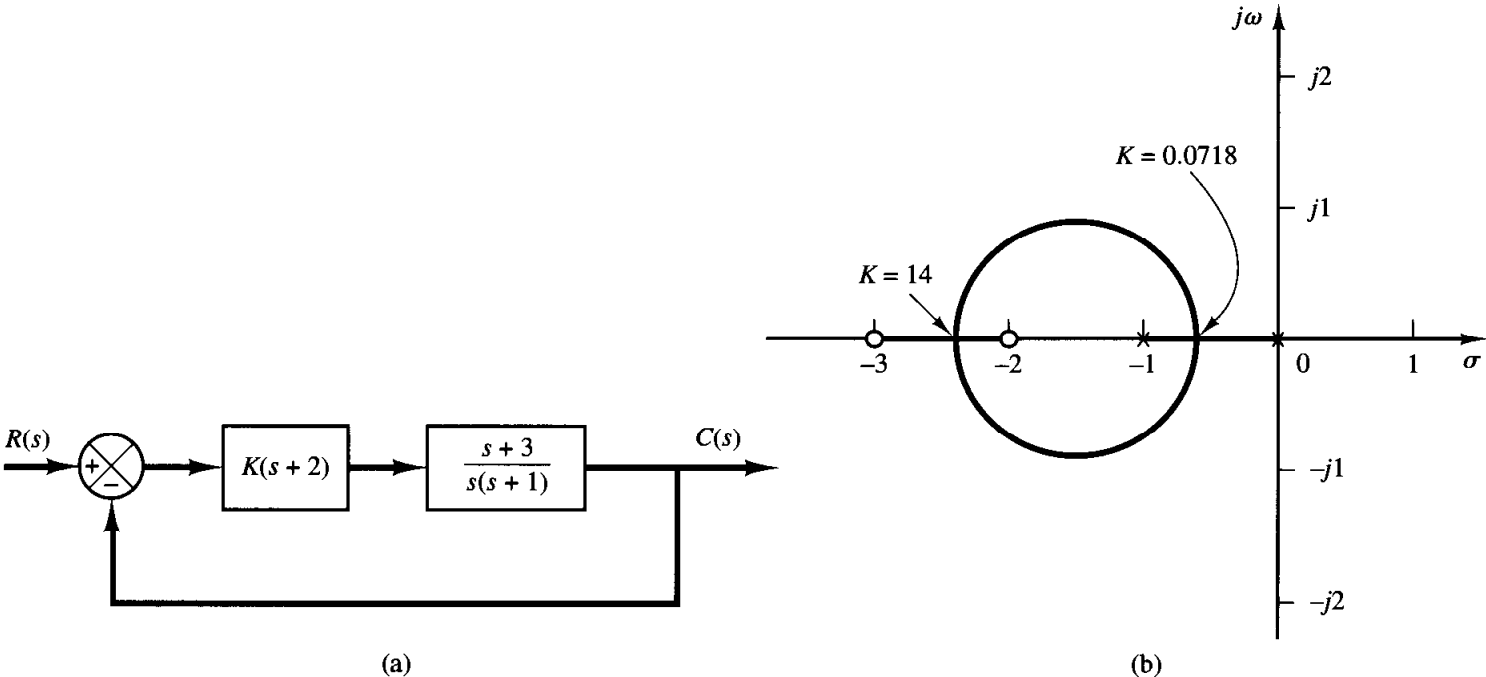 jω
j2
K = 0.0718
j1
K = 14
–3
–2
–1
0
1
σ
R(s)
+
–
K(s + 2)
s + 3
s(s + 1)
C(s)
–j1
–j2
(a)
(b)